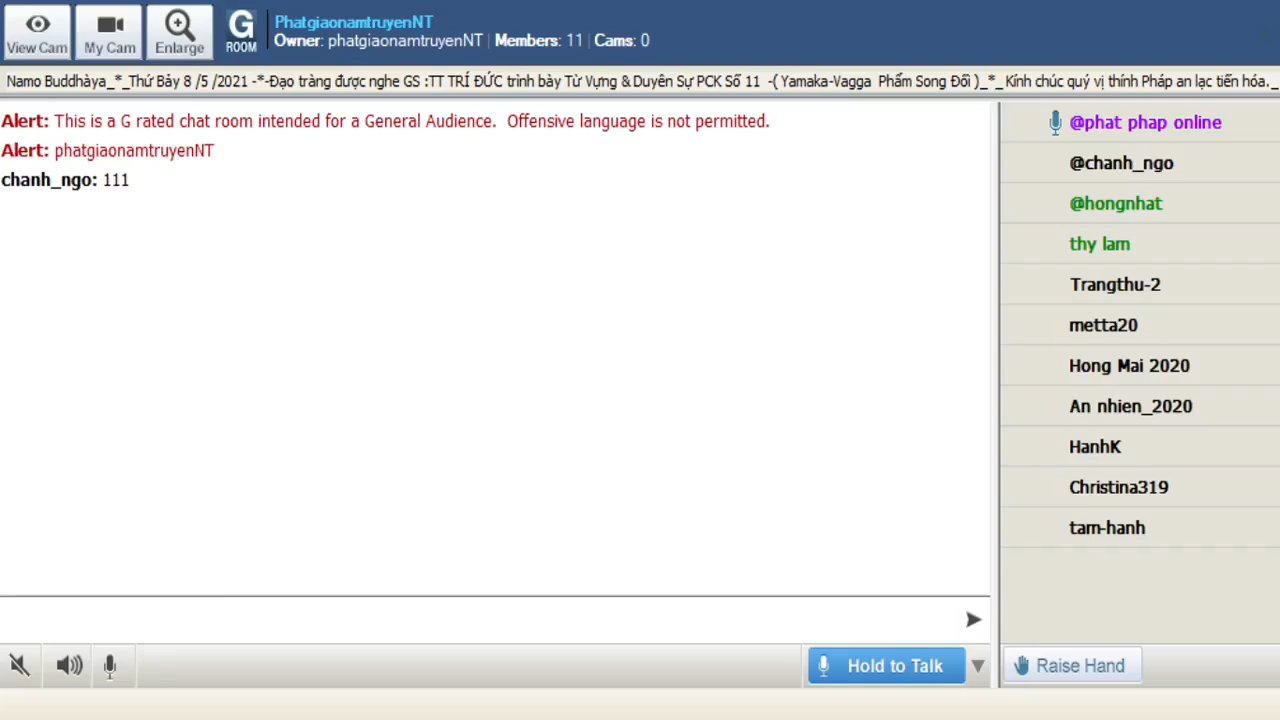 View Cam
My Cam
Enlarge
G
ROOM
PhatgiaonamtruyenNT
Owner: phatgiaonamtruyenNT | Members: 11 | Cams: 0
Namo Buddhàya_*_Thứ Bảy 8 /5 /2021 -*-Đạo tràng được nghe GS :TT TRÍ ĐỨC trình bày Từ Vựng & Duyên Sự PCK Số 11 -( Yamaka-Vagga Phẩm Song Đối )_*_ Kính chúc quý vị thính Pháp an lạc tiến hóa._
Alert: This is a G rated chat room intended for a General Audience. Offensive language is not permitted.
Alert: phatgiaonamtruyenNT
chanh_ngo: 111
@phat phap online
@chanh_ngo
@hongnhat
thy lam
Trangthu-2
metta20
Hong Mai 2020
An nhien_2020
HanhK
Christina319
tam-hanh
Hold to Talk
Raise Hand